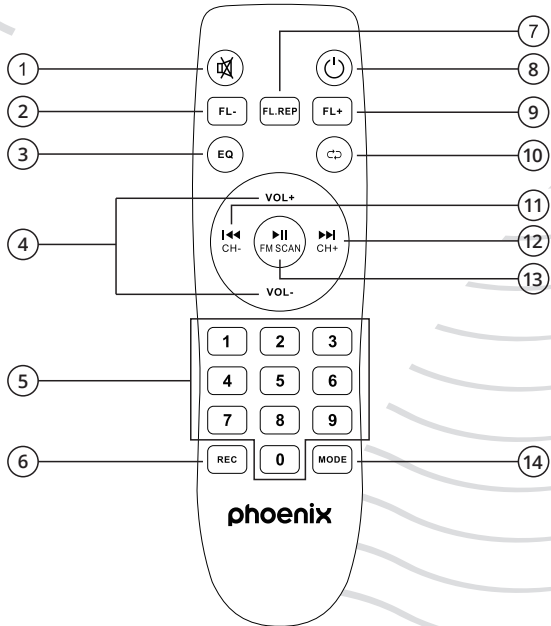 7
1 8
2 FL- FL.REP FL+ 9
3 EQ 10
VOL+
11
4 CH- FM SCAN CH+ 12
13
VOL-
1 2 3
5 4 5 6
7 8 9
6 REC 0 MODE 14
phoenix